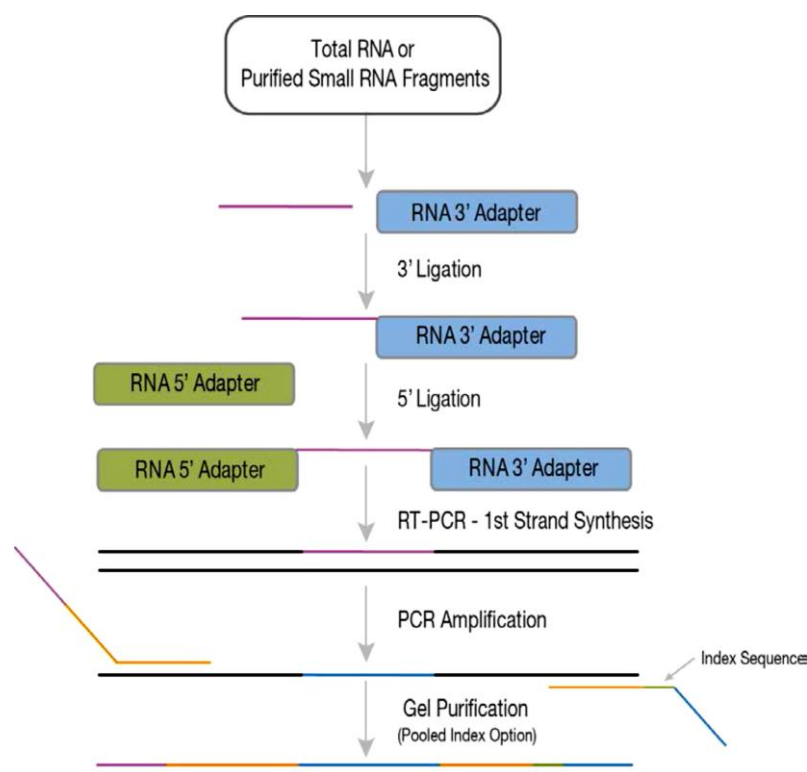 Total RNA or
Purified Small RNA Fragments
RNA 3’ Adapter
3’ Ligation
RNA 3’ Adapter
RNA 5’ Adapter
5’ Ligation
RNA 5’ Adapter
RNA 3’ Adapter
RT-PCR - 1st Strand Synthesis
PCR Amplification
Index Sequences
Gel Purification
(Pooled Index Option)